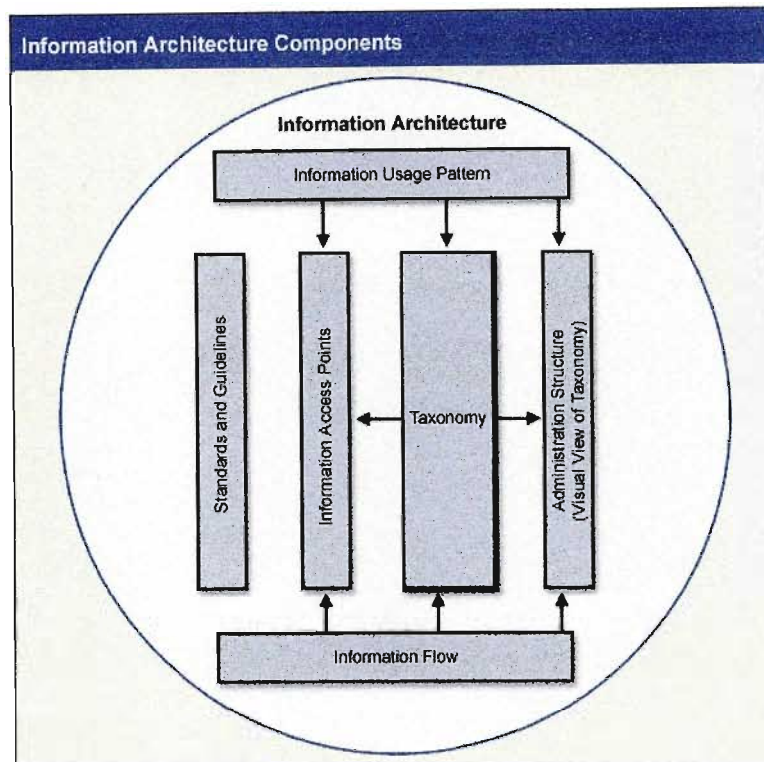 Information Architecture Components
Information Architecture
Information Usage Pattern
Standards and Guidelines
Information Access Points
Taxonomy
Administration Structure
(Visual View of Taxonomy)
Information Flow